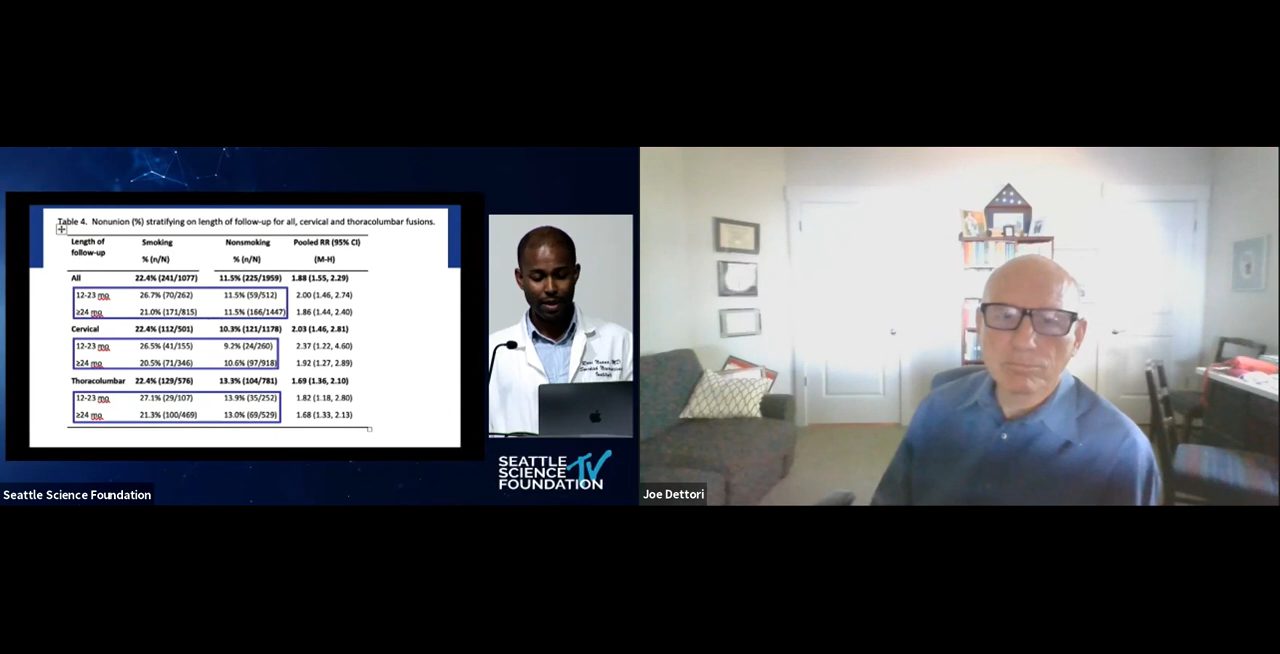 Table 4. Nonunion (%) stratifying on length of follow-up for all, cervical and thoracolumbar fusions.
Length of follow-up Smoking % (n/N) Nonsmoking % (n/N) Pooled RR (95% CI) (M-H)
All 22.4% (241/1077) 11.5% (225/1959) 1.88 (1.55, 2.29)
12-23 mo 26.7% (70/262) 11.5% (59/512) 2.00 (1.46, 2.74)
≥24 mo 21.0% (171/815) 11.5% (166/1447) 1.86 (1.44, 2.40)
Cervical 22.4% (112/501) 10.3% (121/1178) 2.03 (1.46, 2.81)
12-23 mo 26.5% (41/155) 9.2% (24/260) 2.37 (1.22, 4.60)
≥24 mo 20.5% (71/346) 10.6% (97/918) 1.92 (1.27, 2.89)
Thoracolumbar 22.4% (129/576) 13.3% (104/781) 1.69 (1.36, 2.10)
12-23 mo 27.1% (29/107) 13.9% (35/252) 1.82 (1.18, 2.80)
≥24 mo 21.3% (100/469) 13.0% (69/529) 1.68 (1.33, 2.13)
SEATTLE
SCIENCE TV
FOUNDATION
Seattle Science Foundation
Joe Dettori